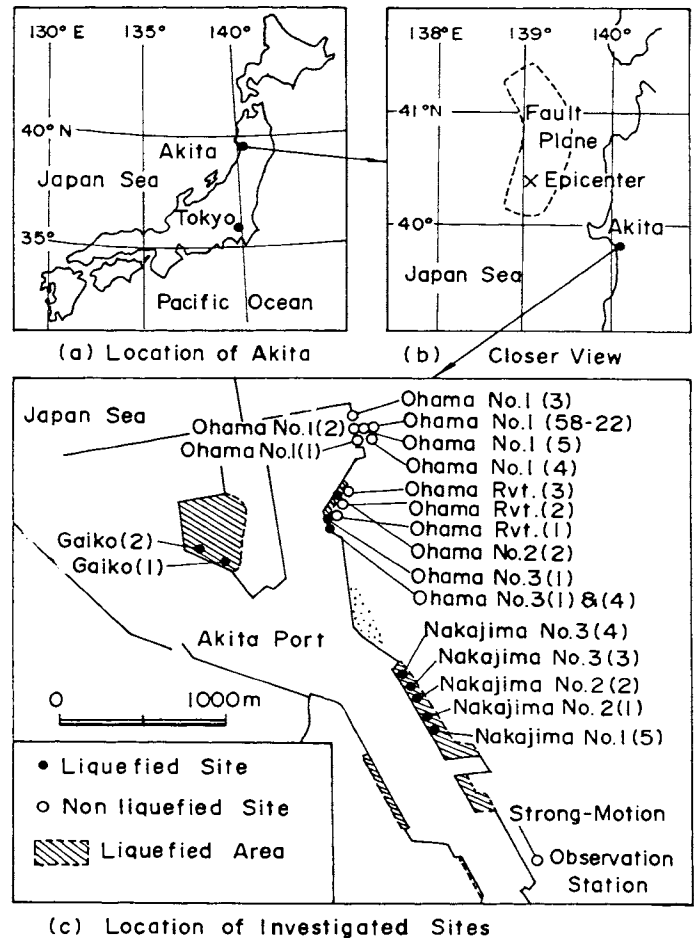 130° E 140°
40° N
Akita
Japan Sea
Tokyo
35° 135°
Pacific Ocean
(a) Location of Akita
138°E 139° 140°
41°N
Fault
Plane
Epicenter
40°
Akita
Japan Sea
(b) Closer View
Japan Sea
Ohama No.1 (3)
Ohama No.1(2)
Ohama No.1 (58-22)
Ohama No.1(1)
Ohama No.1 (5)
Ohama No.1 (4)
Ohama Rvt. (3)
Ohama Rvt. (2)
Ohama Rvt. (1)
Ohama No.2(2)
Ohama No.3(1)
Ohama No.3(1) & (4)
Gaiko(2)
Gaiko(1)
Akita Port
Nakajima No.3(4)
Nakajima No.3(3)
Nakajima No.2(2)
Nakajima No.2(1)
Nakajima No.1(5)
0 1000m
Liquefied Site
Non liquefied Site
Liquefied Area
Strong-Motion
Observation
Station
(c) Location of Investigated Sites